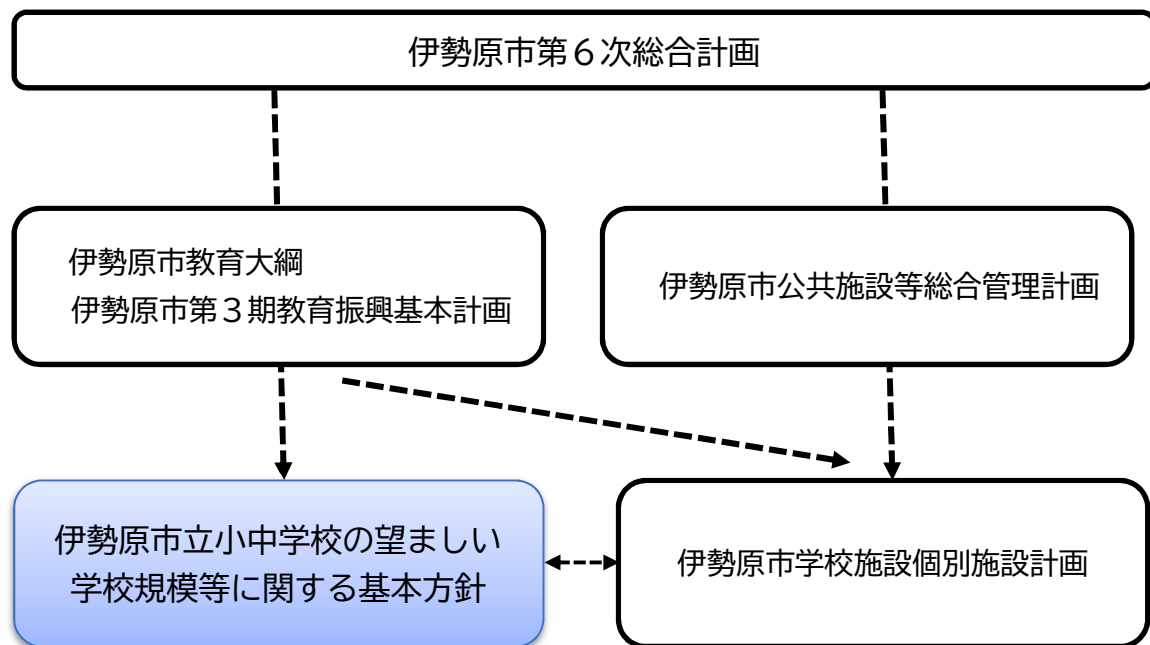 伊勢原市第６次総合計画
伊勢原市教育大綱
伊勢原市第３期教育振興基本計画
伊勢原市公共施設等総合管理計画
伊勢原市立小中学校の望ましい
学校規模等に関する基本方針
伊勢原市学校施設個別施設計画